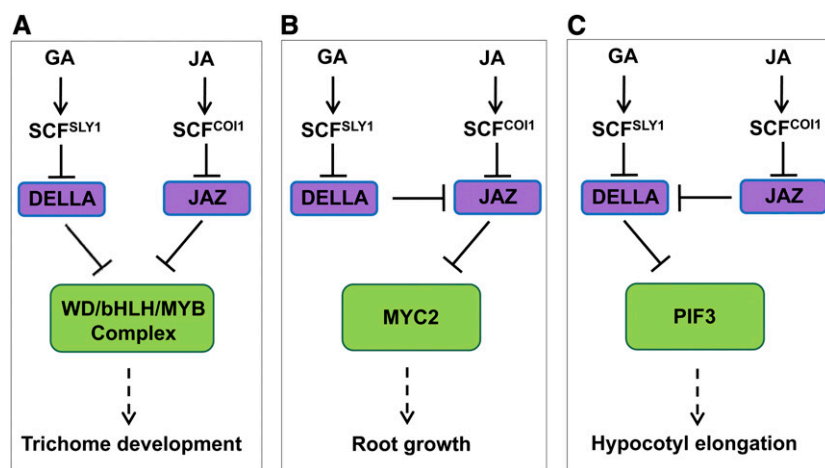 A
GA
JA
SCF^SLY1
SCF^COI1
DELLA
JAZ
WD/bHLH/MYB
Complex
Trichome development
B
GA
JA
SCF^SLY1
SCF^COI1
DELLA
JAZ
MYC2
Root growth
C
GA
JA
SCF^SLY1
SCF^COI1
DELLA
JAZ
PIF3
Hypocotyl elongation